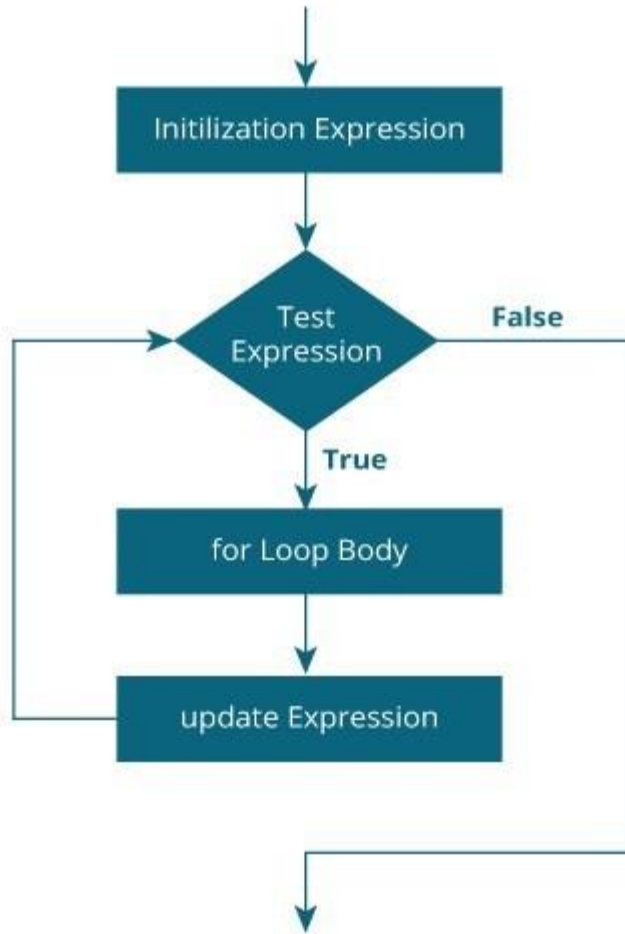 Initilization Expression
Test
Expression
False
True
for Loop Body
update Expression